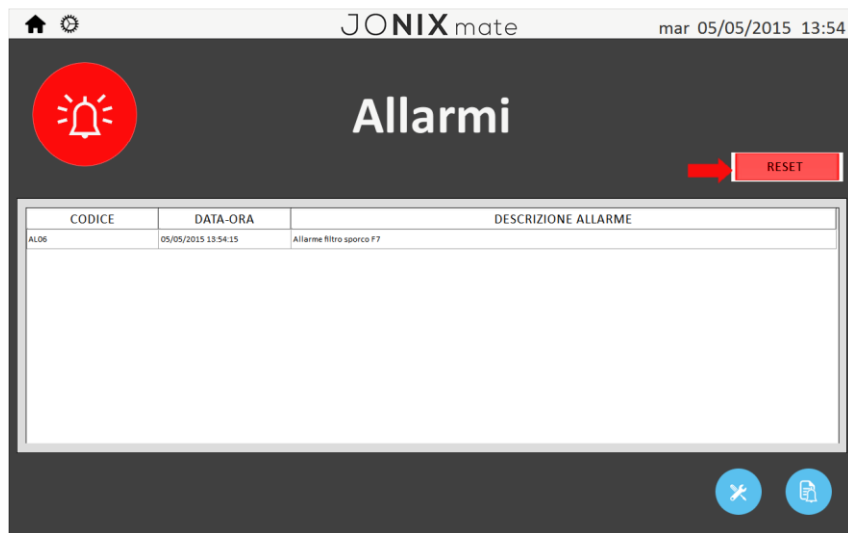 JONIX mate mar 05/05/2015 13:54
Allarmi
RESET
CODICE DATA-ORA DESCRIZIONE ALLARME
AL06 05/05/2015 13:54:15 Allarme filtro sporco F7